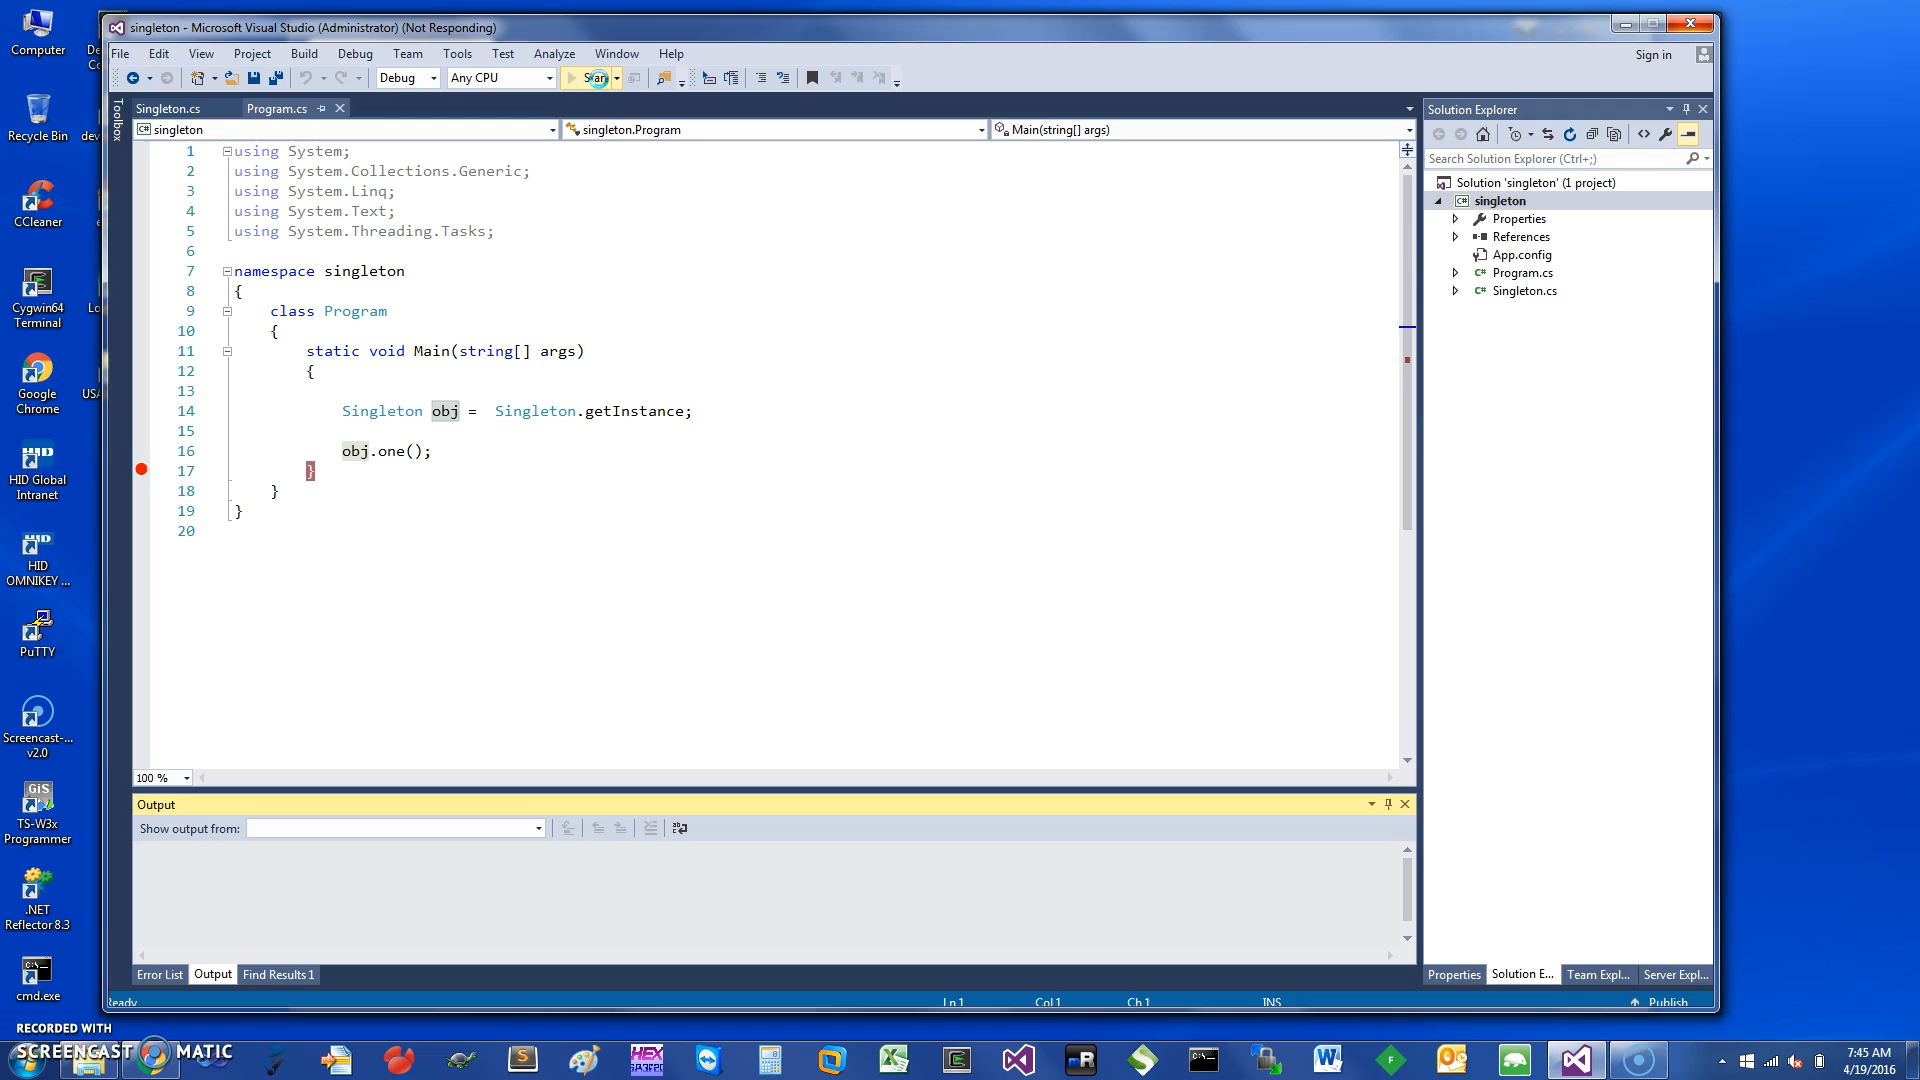 singleton - Microsoft Visual Studio (Administrator) (Not Responding)
File Edit View Project Build Debug Team Tools Test Analyze Window Help
Sign in
Debug Any CPU
Toolbox
Singleton.cs Program.cs
singleton singleton.Program Main(string[] args)
1 using System;
2 using System.Collections.Generic;
3 using System.Linq;
4 using System.Text;
5 using System.Threading.Tasks;
6
7 namespace singleton
8 {
9 class Program
10 {
11 static void Main(string[] args)
12 {
13
14 Singleton obj =  Singleton.getInstance;
15
16 obj.one();
17 }
18 }
19 }
20
100 %
Output
Show output from:
Error List Output Find Results 1
Ready Ln 1 Col 1 Ch 1 INS Publish
Solution Explorer
Search Solution Explorer (Ctrl+;)
Solution 'singleton' (1 project)
C# singleton
Properties
References
App.config
C# Program.cs
C# Singleton.cs
Properties Solution E... Team Expl... Server Expl...
Computer
Recycle Bin
CCleaner
Cygwin64
Terminal
Google
Chrome
HID Global
Intranet
HID
OMNIKEY ...
PuTTY
Screencast-...
v2.0
GiS
TS-W3x
Programmer
.NET
Reflector 8.3
cmd.exe
RECORDED WITH
SCREENCAST MATIC
HEX
mR
7:45 AM
4/19/2016